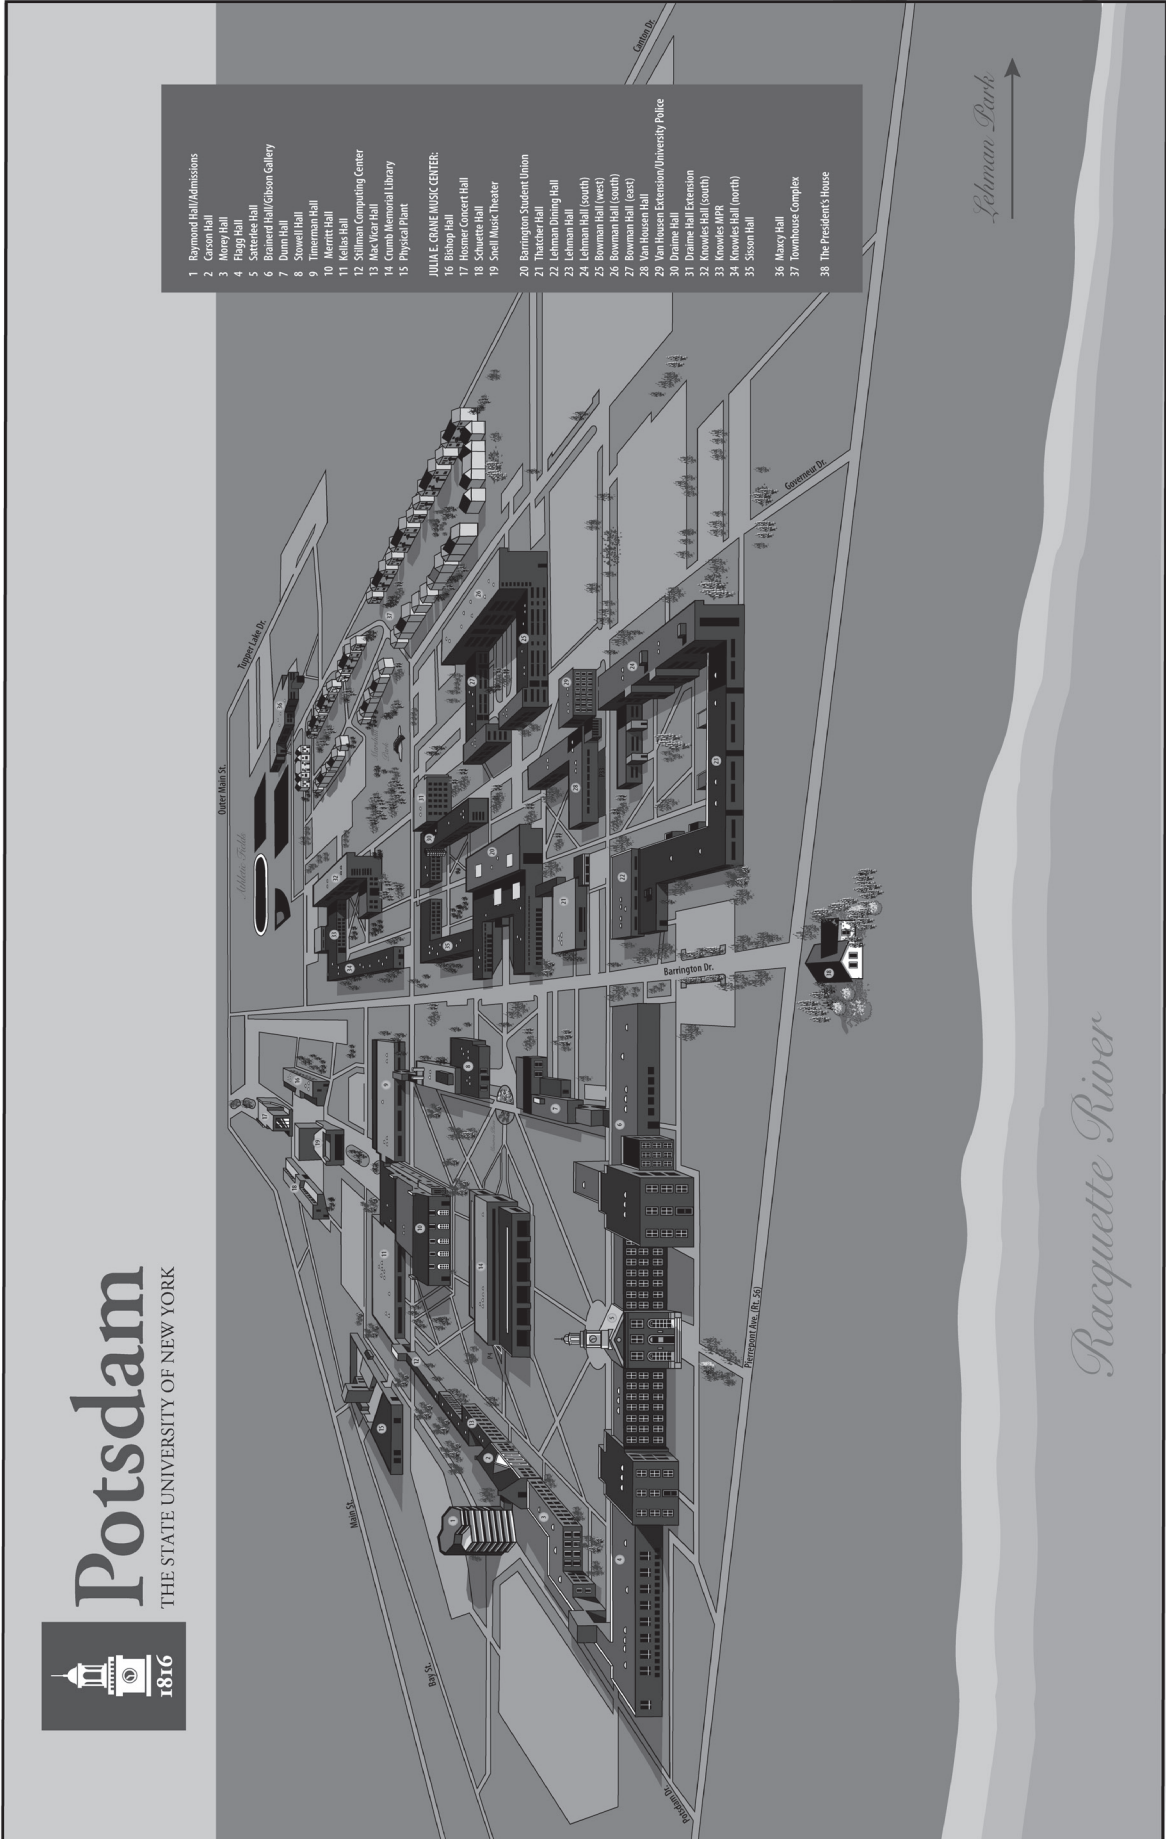 Potsdam
THE STATE UNIVERSITY OF NEW YORK
1816
1 Raymond Hall/Admissions
2 Carson Hall
3 Morey Hall
4 Flagg Hall
5 Satterlee Hall
6 Brainerd Hall/Gibson Gallery
7 Dunn Hall
8 Stowell Hall
9 Timerman Hall
10 Merritt Hall
11 Kellas Hall
12 Stillman Computing Center
13 Mac Vicar Hall
14 Crumb Memorial Library
15 Physical Plant
JULIA E. CRANE MUSIC CENTER:
16 Bishop Hall
17 Hosmer Concert Hall
18 Schuette Hall
19 Snell Music Theater
20 Barrington Student Union
21 Thatcher Hall
22 Lehman Dining Hall
23 Lehman Hall
24 Lehman Hall (south)
25 Bowman Hall (west)
26 Bowman Hall (south)
27 Bowman Hall (east)
28 Van Housen Hall
29 Van Housen Extension/University Police
30 Draime Hall
31 Draime Hall Extension
32 Knowles Hall (south)
33 Knowles MPR
34 Knowles Hall (north)
35 Sisson Hall
36 Maxcy Hall
37 Townhouse Complex
38 The President's House
Main St.
Bay St.
Outer Main St.
Tupper Lake Dr.
Athletic Fields
Canton Dr.
Barrington Dr.
Governeur Dr.
Pierrepont Ave. (Rt. 56)
Potsdam Dr.
Lehman Park
Racquette River